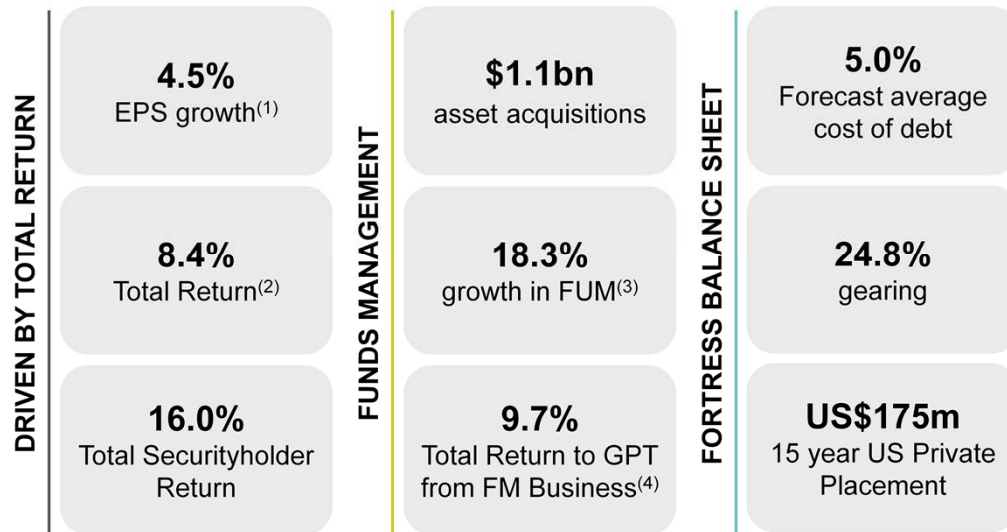 DRIVEN BY TOTAL RETURN
4.5%
EPS growth(1)
8.4%
Total Return(2)
16.0%
Total Securityholder
Return
FUNDS MANAGEMENT
$1.1bn
asset acquisitions
18.3%
growth in FUM(3)
9.7%
Total Return to GPT
from FM Business(4)
FORTRESS BALANCE SHEET
5.0%
Forecast average
cost of debt
24.8%
gearing
US$175m
15 year US Private
Placement